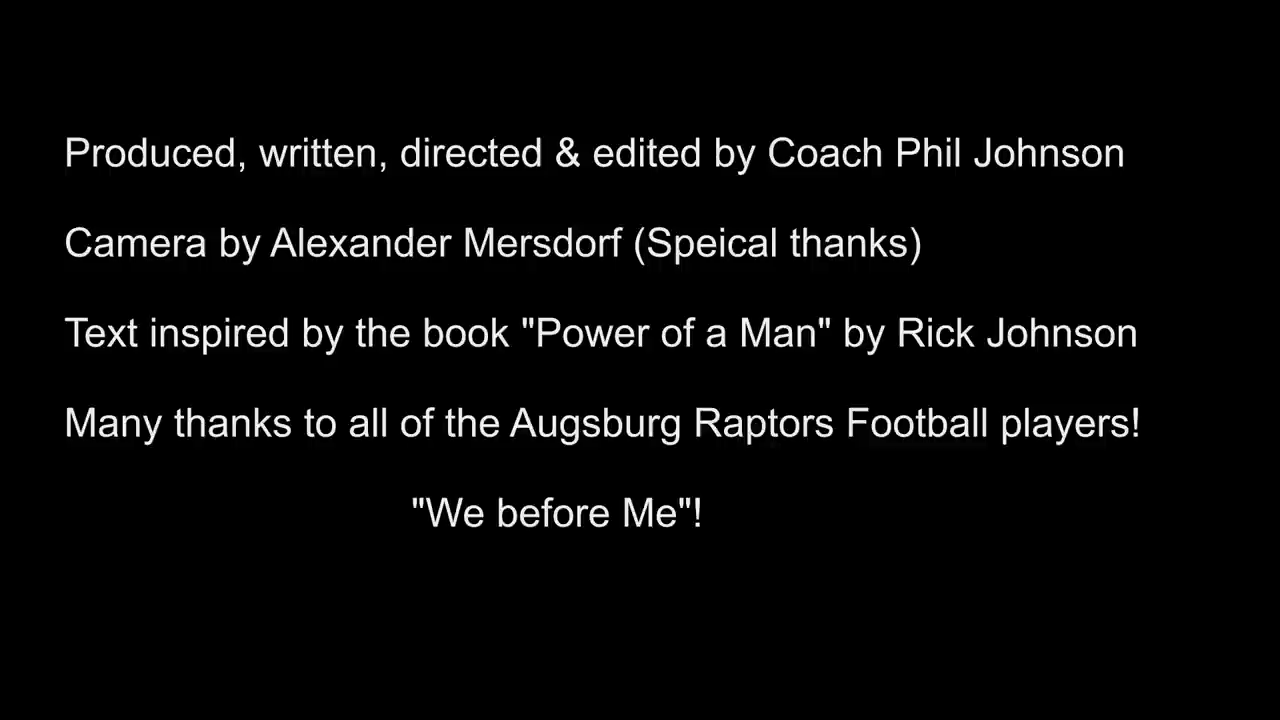 Produced, written, directed & edited by Coach Phil Johnson
Camera by Alexander Mersdorf (Speical thanks)
Text inspired by the book "Power of a Man" by Rick Johnson
Many thanks to all of the Augsburg Raptors Football players!
"We before Me"!